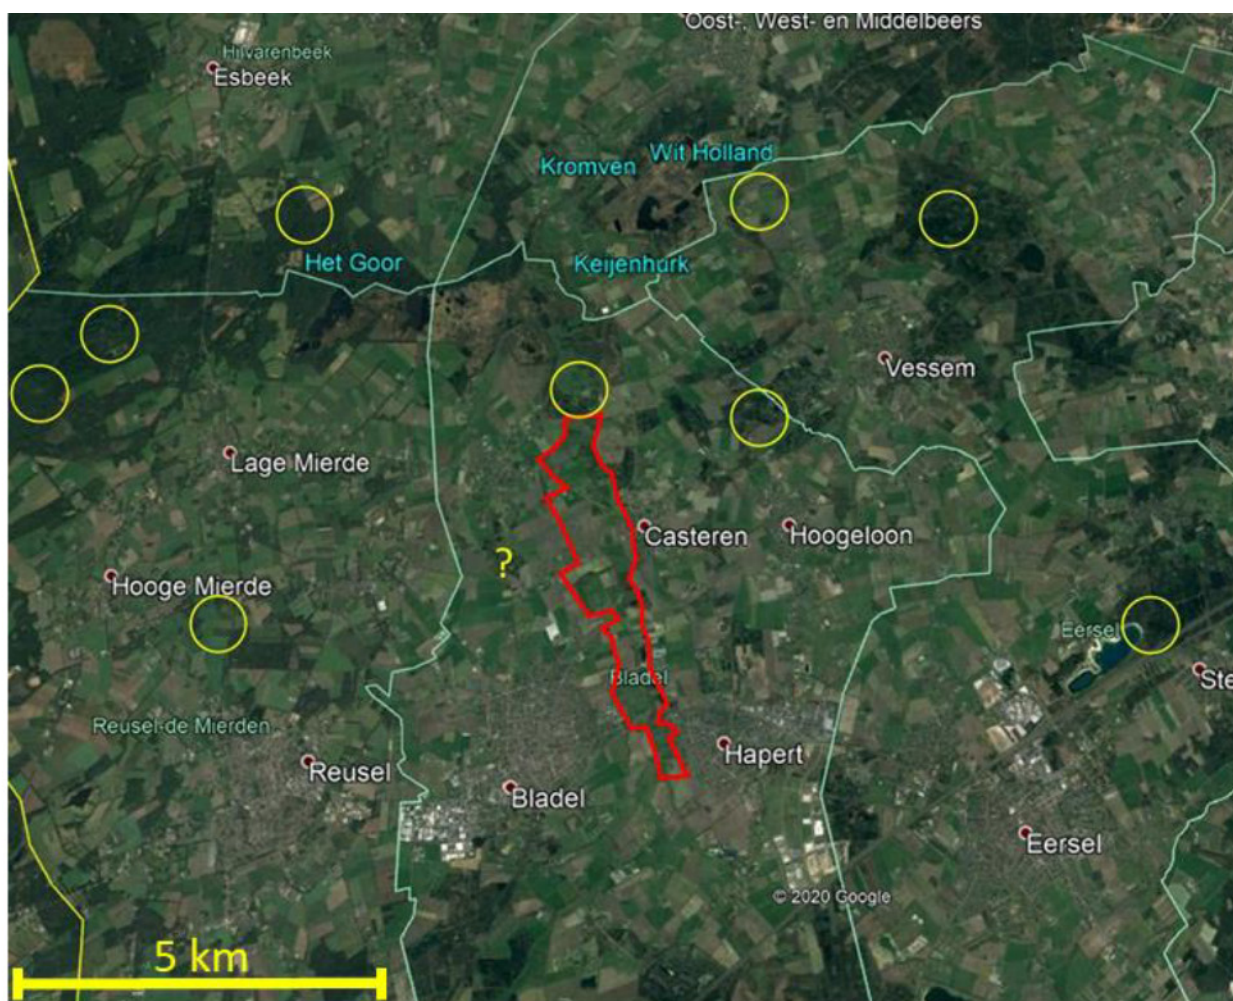 Oost-, West- en Middelbeers
Hilvarenbeek
Esbeek
Kromven
Wit Holland
Het Goor
Keijenhurk
Vessem
Lage Mierde
Casteren
Hoogeloon
?
Hooge Mierde
Eersel
Bladel
Ste
Reusel-de Mierden
Hapert
Reusel
Bladel
Eersel
© 2020 Google
5 km